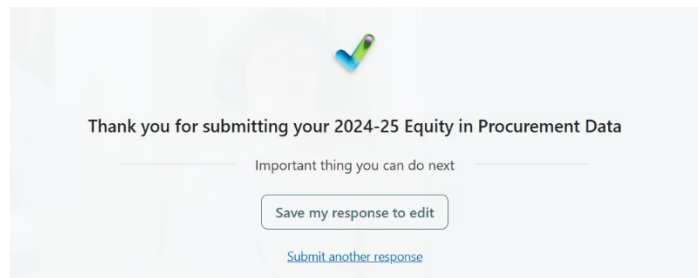 Thank you for submitting your 2024-25 Equity in Procurement Data
Important thing you can do next
Save my response to edit
Submit another response